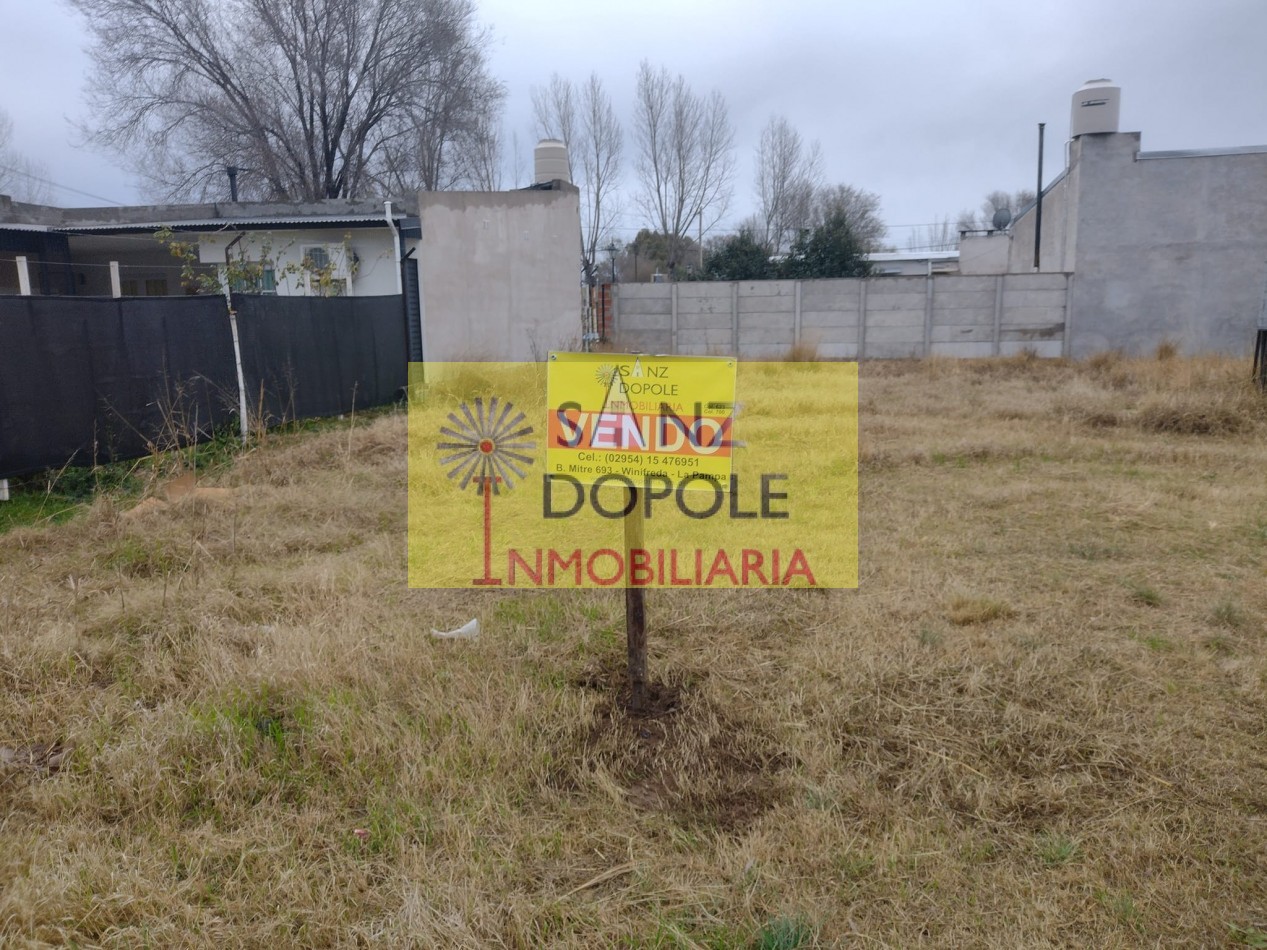 SANZ
DOPOLE
INMOBILIARIA
VENDO
Cel.: (02954) 15 476951
B. Mitre 693 - Winifreda - La Pampa
SANZ
DOPOLE
INMOBILIARIA